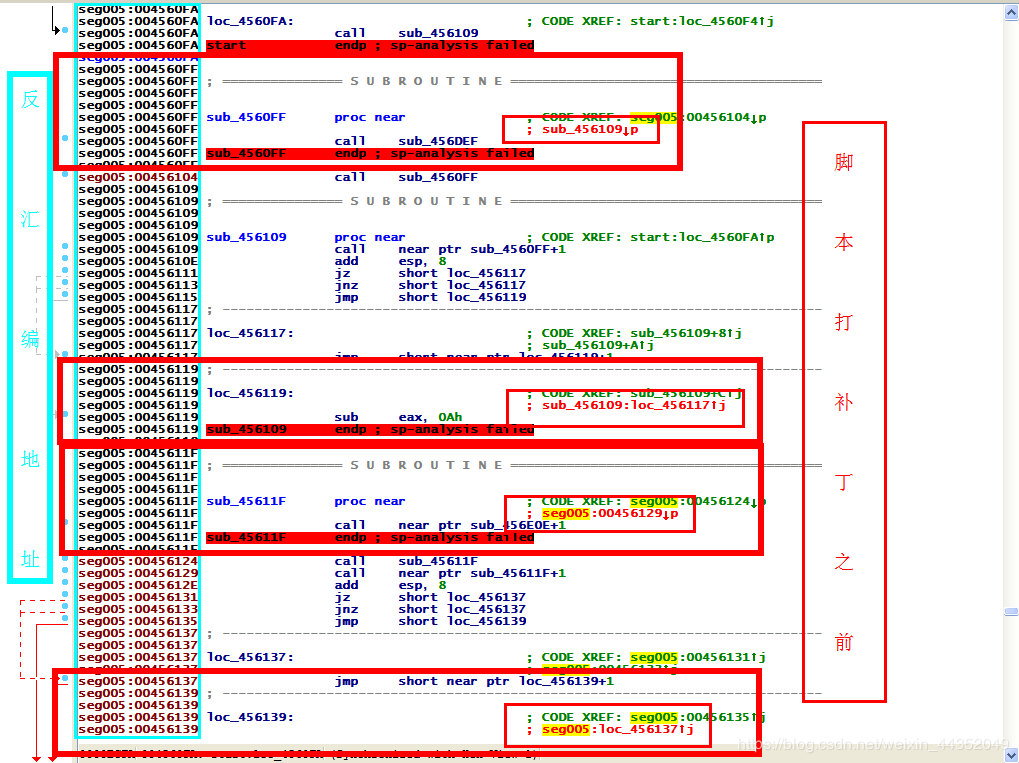 seg005:004560FA
seg005:004560FA loc_4560FA: ; CODE XREF: start:loc_4560F4↑j
seg005:004560FA call sub_456109
seg005:004560FA start endp ; sp-analysis failed
seg005:004560FA
seg005:004560FF
seg005:004560FF ; =============== S U B R O U T I N E =======================================
seg005:004560FF
seg005:004560FF
seg005:004560FF sub_4560FF proc near ; CODE XREF: seg005:00456104↓p
seg005:004560FF ; sub_456109↓p
seg005:004560FF call sub_456DEF
seg005:004560FF sub_4560FF endp ; sp-analysis failed
seg005:004560FF
seg005:00456104 call sub_4560FF
seg005:00456109
seg005:00456109 ; =============== S U B R O U T I N E =======================================
seg005:00456109
seg005:00456109
seg005:00456109 sub_456109 proc near ; CODE XREF: start:loc_4560FA↑p
seg005:00456109 call near ptr sub_4560FF+1
seg005:0045610E add esp, 8
seg005:00456111 jz short loc_456117
seg005:00456113 jnz short loc_456117
seg005:00456115 jmp short loc_456119
seg005:00456117 ; ---------------------------------------------------------------------------
seg005:00456117
seg005:00456117 loc_456117: ; CODE XREF: sub_456109+8↑j
seg005:00456117 ; sub_456109+A↑j
seg005:00456117 jmp short near ptr loc_456119+1
seg005:00456119 ; ---------------------------------------------------------------------------
seg005:00456119
seg005:00456119 loc_456119: ; CODE XREF: sub_456109+C↑j
seg005:00456119 ; sub_456109:loc_456117↑j
seg005:00456119 sub eax, 0Ah
seg005:00456119 sub_456109 endp ; sp-analysis failed
seg005:00456119
seg005:0045611F
seg005:0045611F ; =============== S U B R O U T I N E =======================================
seg005:0045611F
seg005:0045611F
seg005:0045611F sub_45611F proc near ; CODE XREF: seg005:00456124↓p
seg005:0045611F ; seg005:00456129↓p
seg005:0045611F call near ptr sub_456E0E+1
seg005:0045611F sub_45611F endp ; sp-analysis failed
seg005:0045611F
seg005:00456124 call sub_45611F
seg005:00456129 call near ptr sub_45611F+1
seg005:0045612E add esp, 8
seg005:00456131 jz short loc_456137
seg005:00456133 jnz short loc_456137
seg005:00456135 jmp short loc_456139
seg005:00456137 ; ---------------------------------------------------------------------------
seg005:00456137
seg005:00456137 loc_456137: ; CODE XREF: seg005:00456131↑j
seg005:00456137 ; seg005:00456133↑j
seg005:00456137 jmp short near ptr loc_456139+1
seg005:00456139 ; ---------------------------------------------------------------------------
seg005:00456139
seg005:00456139 loc_456139: ; CODE XREF: seg005:00456135↑j
seg005:00456139 ; seg005:loc_456137↑j
反汇编地址
脚本打补丁之前
https://blog.csdn.net/weixin_44352049